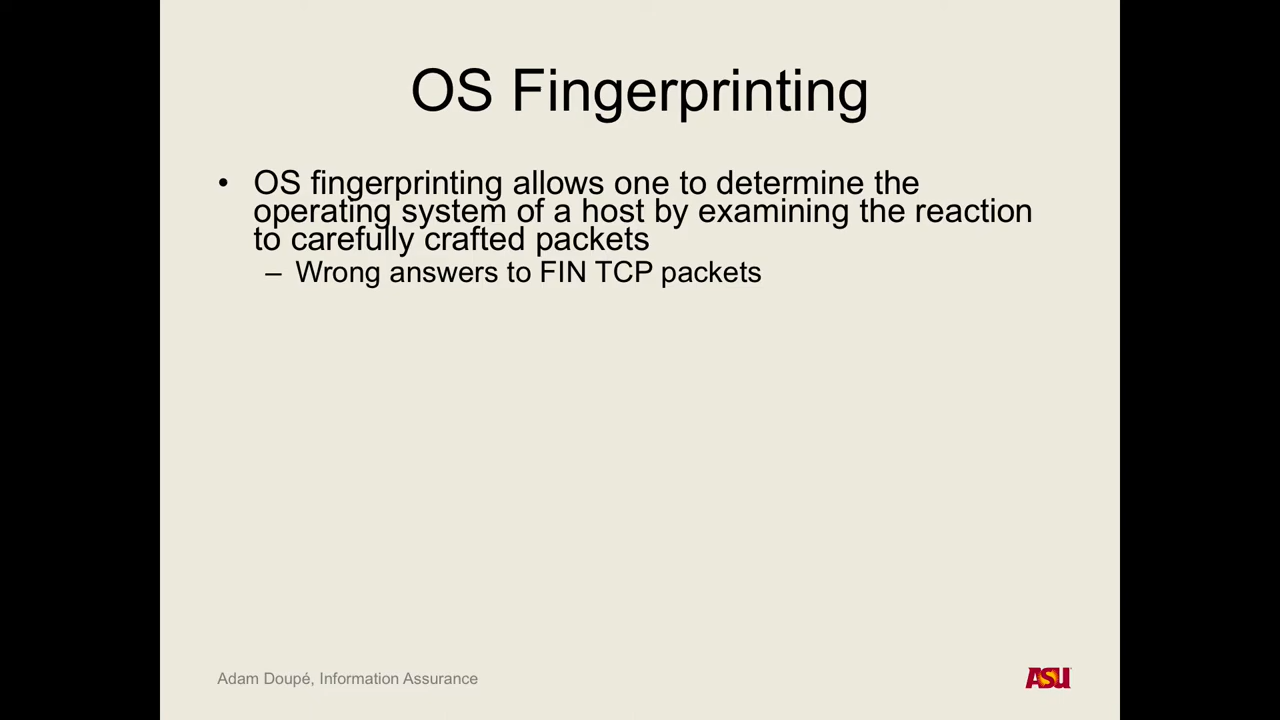 OS Fingerprinting
• OS fingerprinting allows one to determine the
operating system of a host by examining the reaction
to carefully crafted packets
– Wrong answers to FIN TCP packets
Adam Doupé, Information Assurance
ASU